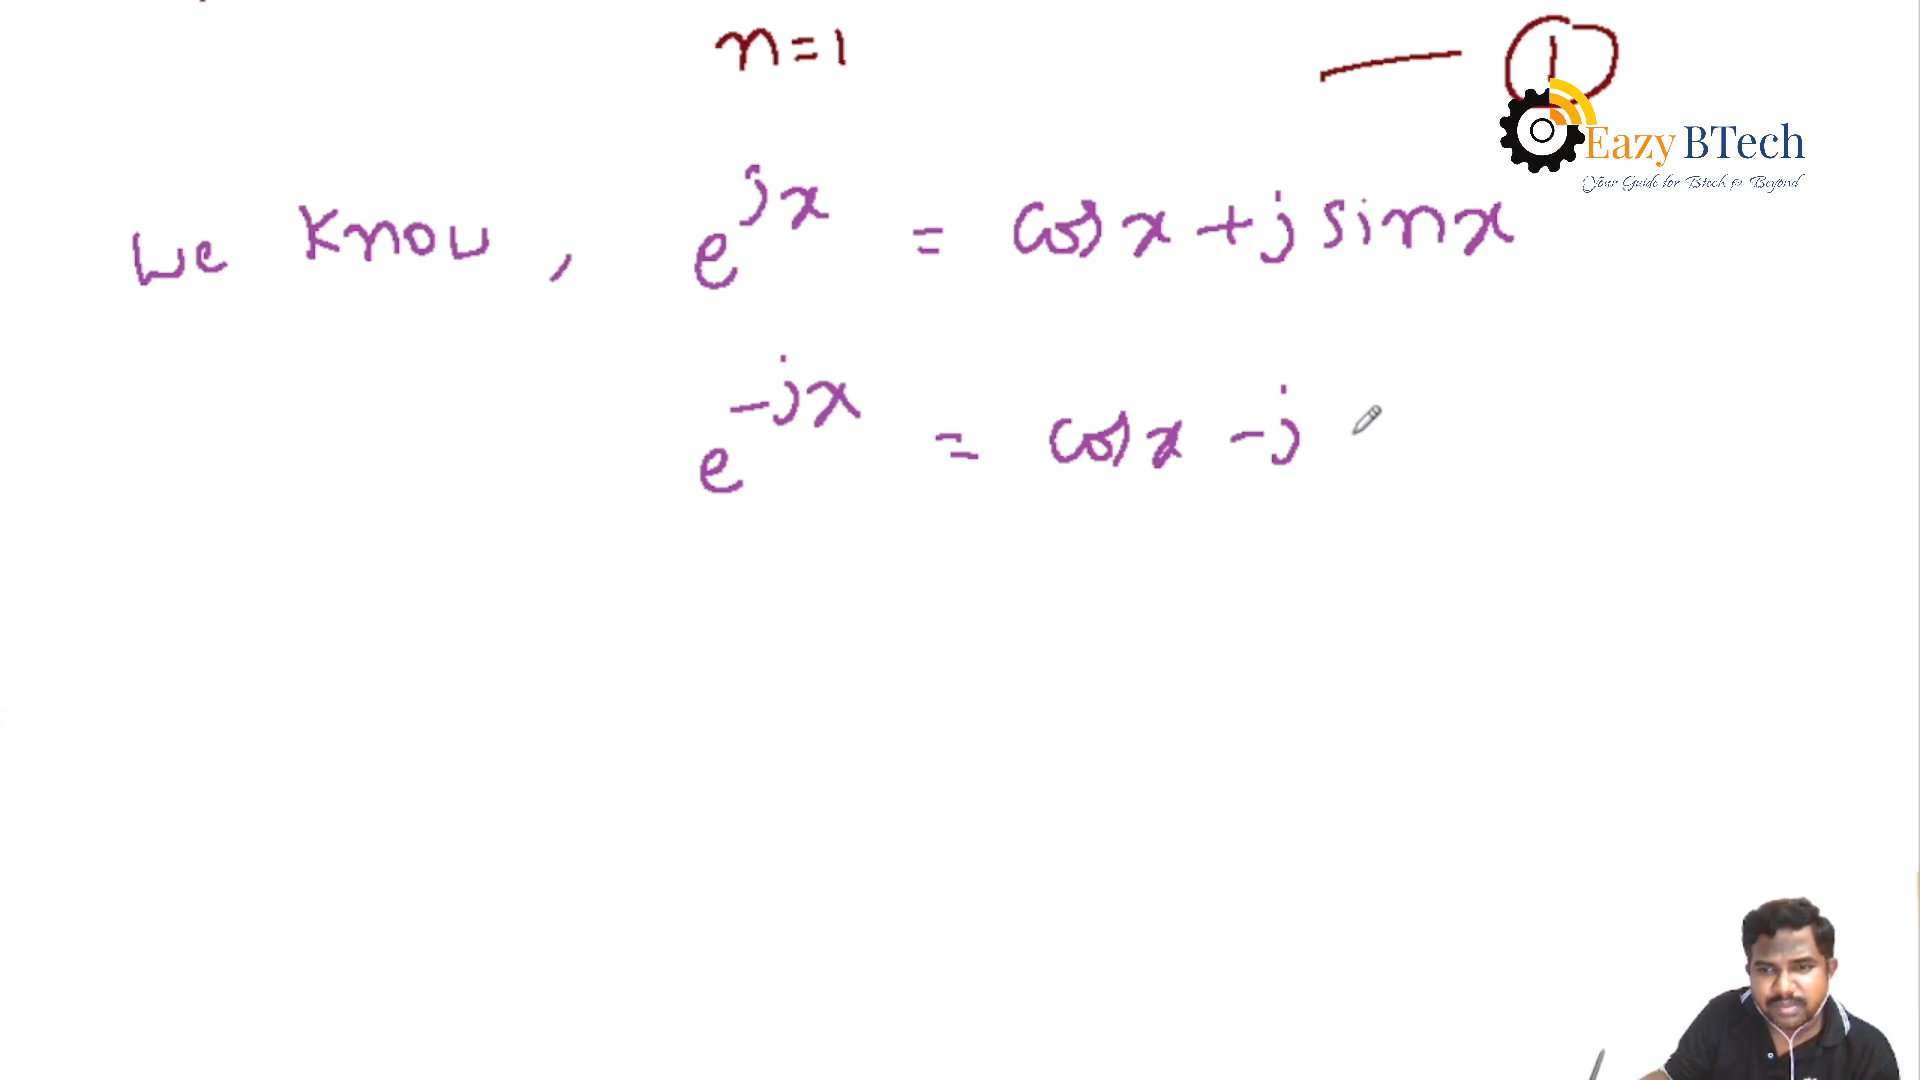 n=1 — 1
Eazy BTech
Your Guide for Btech & Beyond
We Know, e^jx = cosx + j sinx
e^-jx = cosx - j